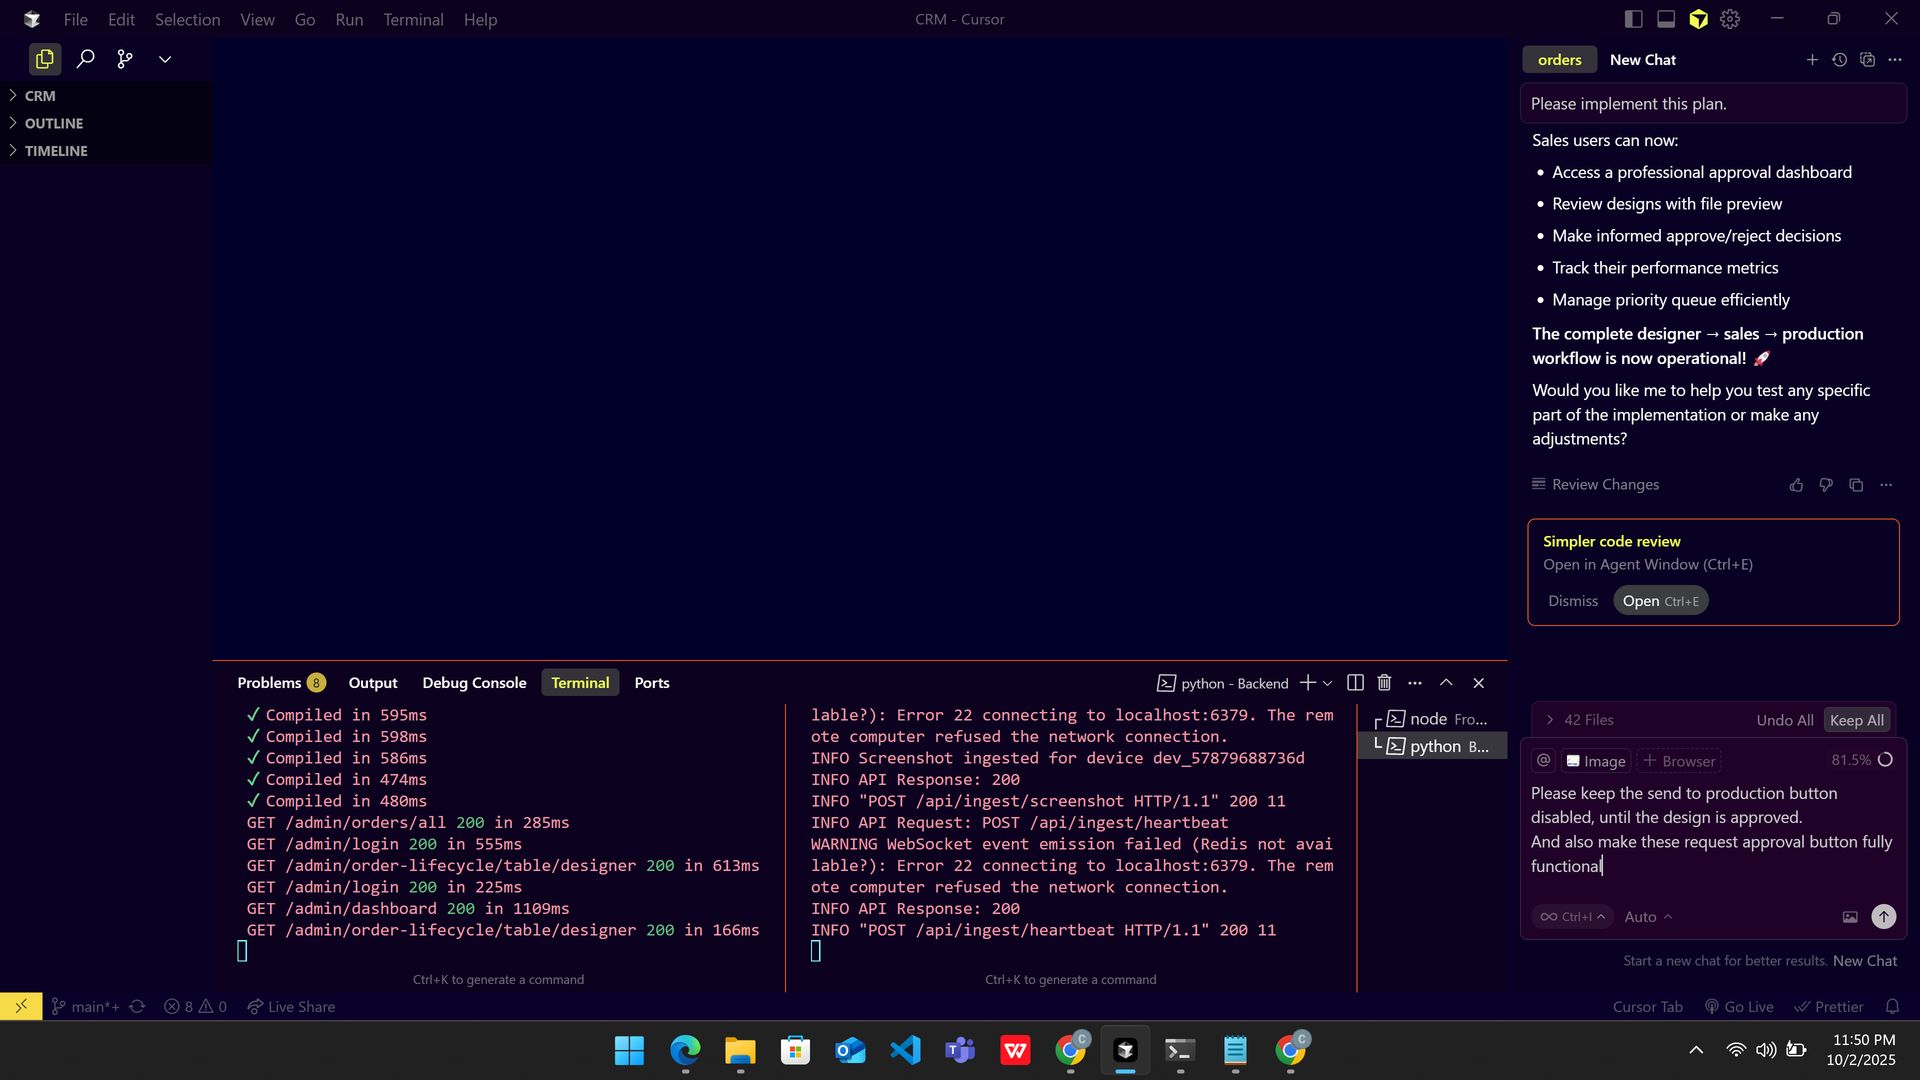 File Edit Selection View Go Run Terminal Help
CRM - Cursor
CRM
OUTLINE
TIMELINE
orders New Chat
Please implement this plan.
Sales users can now:
• Access a professional approval dashboard
• Review designs with file preview
• Make informed approve/reject decisions
• Track their performance metrics
• Manage priority queue efficiently
The complete designer → sales → production
workflow is now operational! 🚀
Would you like me to help you test any specific
part of the implementation or make any
adjustments?
Review Changes
Simpler code review
Open in Agent Window (Ctrl+E)
Dismiss Open Ctrl+E
42 Files Undo All Keep All
@ Image + Browser 81.5%
Please keep the send to production button
disabled, until the design is approved.
And also make these request approval button fully
functional
∞ Ctrl+I Auto
Start a new chat for better results. New Chat
Problems 8 Output Debug Console Terminal Ports
python - Backend
✓ Compiled in 595ms
✓ Compiled in 598ms
✓ Compiled in 586ms
✓ Compiled in 474ms
✓ Compiled in 480ms
GET /admin/orders/all 200 in 285ms
GET /admin/login 200 in 555ms
GET /admin/order-lifecycle/table/designer 200 in 613ms
GET /admin/login 200 in 225ms
GET /admin/dashboard 200 in 1109ms
GET /admin/order-lifecycle/table/designer 200 in 166ms
Ctrl+K to generate a command
lable?): Error 22 connecting to localhost:6379. The rem
ote computer refused the network connection.
INFO Screenshot ingested for device dev_57879688736d
INFO API Response: 200
INFO "POST /api/ingest/screenshot HTTP/1.1" 200 11
INFO API Request: POST /api/ingest/heartbeat
WARNING WebSocket event emission failed (Redis not avai
lable?): Error 22 connecting to localhost:6379. The rem
ote computer refused the network connection.
INFO API Response: 200
INFO "POST /api/ingest/heartbeat HTTP/1.1" 200 11
Ctrl+K to generate a command
node Fro...
python B...
main*+ 8 0 Live Share
Cursor Tab Go Live Prettier
11:50 PM
10/2/2025